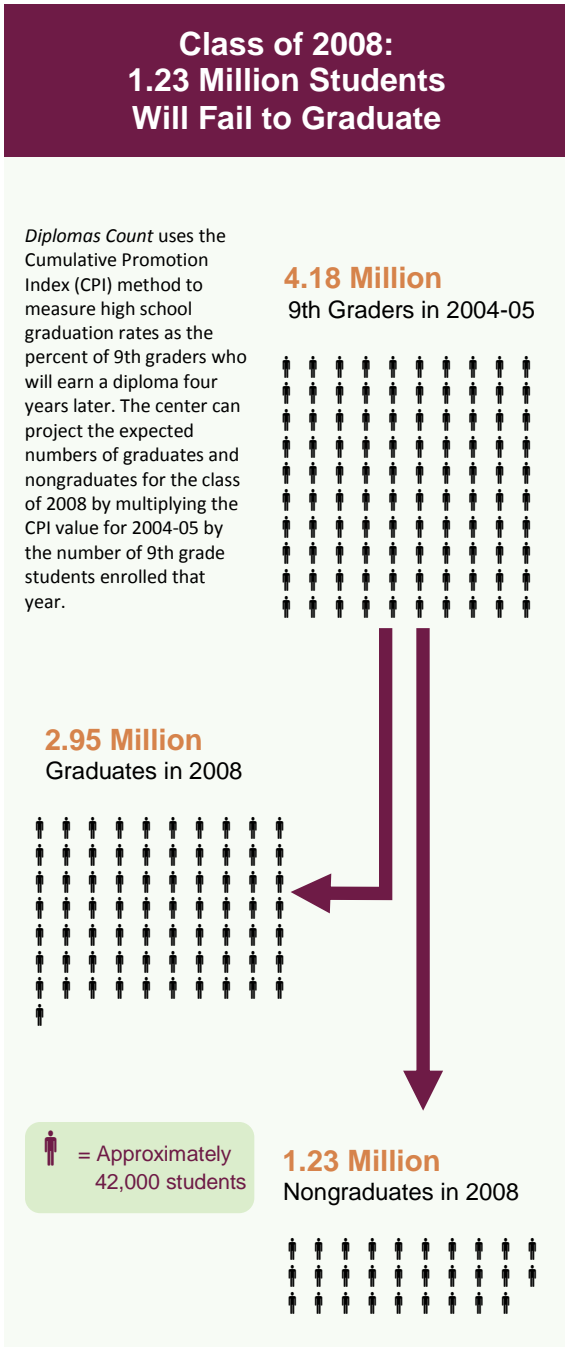 Class of 2008:
1.23 Million Students
Will Fail to Graduate
Diplomas Count uses the
Cumulative Promotion
Index (CPI) method to
measure high school
graduation rates as the
percent of 9th graders who
will earn a diploma four
years later. The center can
project the expected
numbers of graduates and
nongraduates for the class
of 2008 by multiplying the
CPI value for 2004-05 by
the number of 9th grade
students enrolled that
year.
4.18 Million
9th Graders in 2004-05
2.95 Million
Graduates in 2008
= Approximately
42,000 students
1.23 Million
Nongraduates in 2008